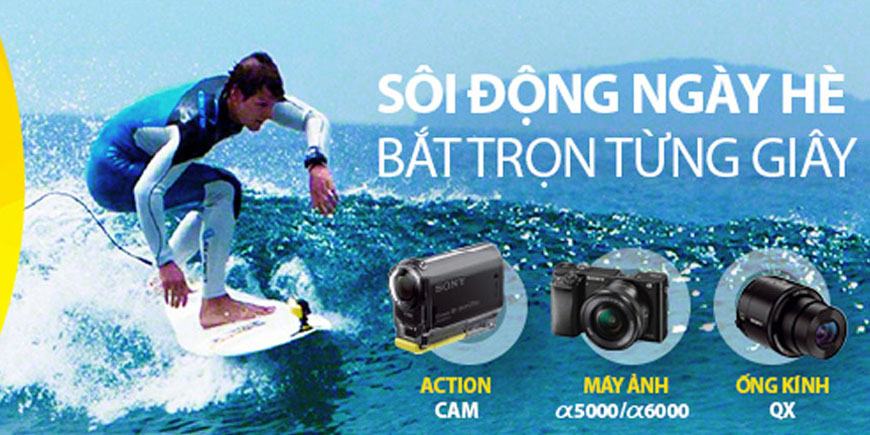 SÔI ĐỘNG NGÀY HÈ
BẮT TRỌN TỪNG GIÂY
SONY
ACTION
CAM
MÁY ẢNH
α5000/α6000
ỐNG KÍNH
QX